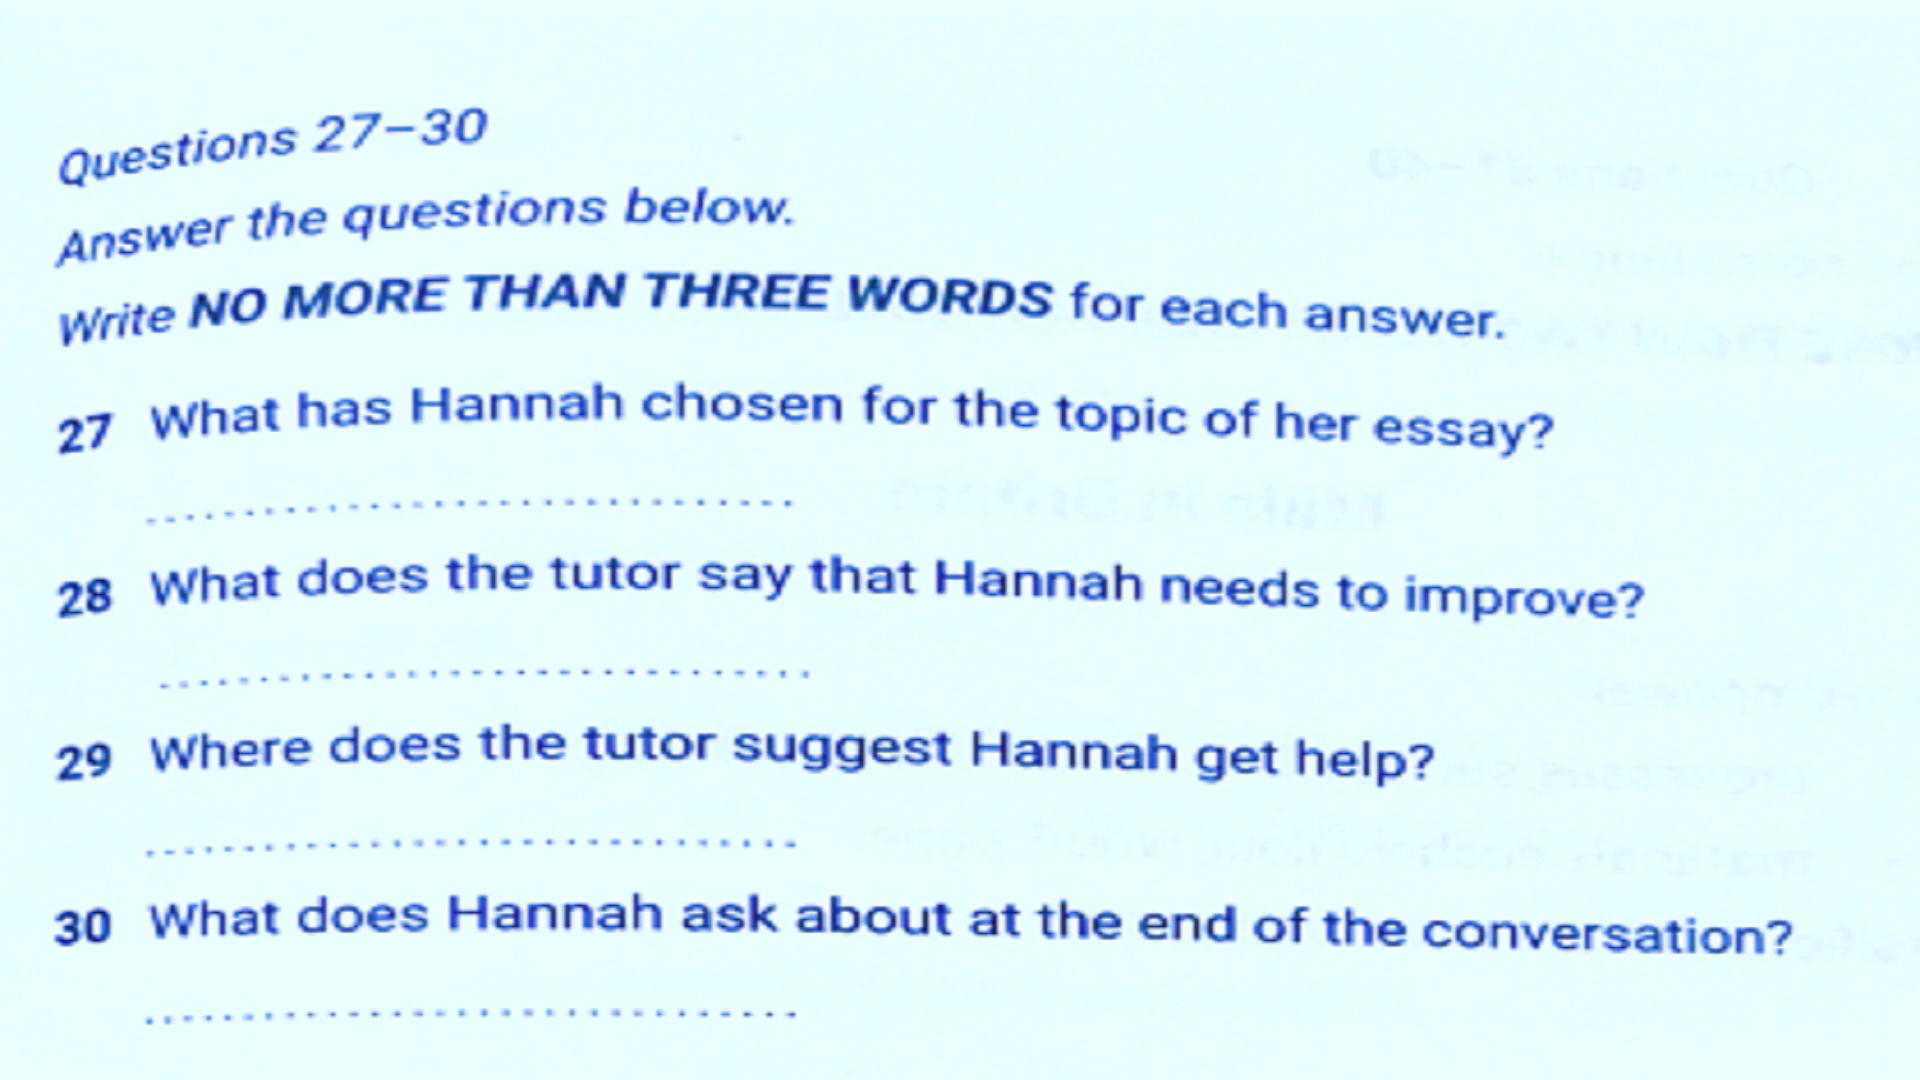 Questions 27–30
Answer the questions below.
Write NO MORE THAN THREE WORDS for each answer.
27 What has Hannah chosen for the topic of her essay?
28 What does the tutor say that Hannah needs to improve?
29 Where does the tutor suggest Hannah get help?
30 What does Hannah ask about at the end of the conversation?